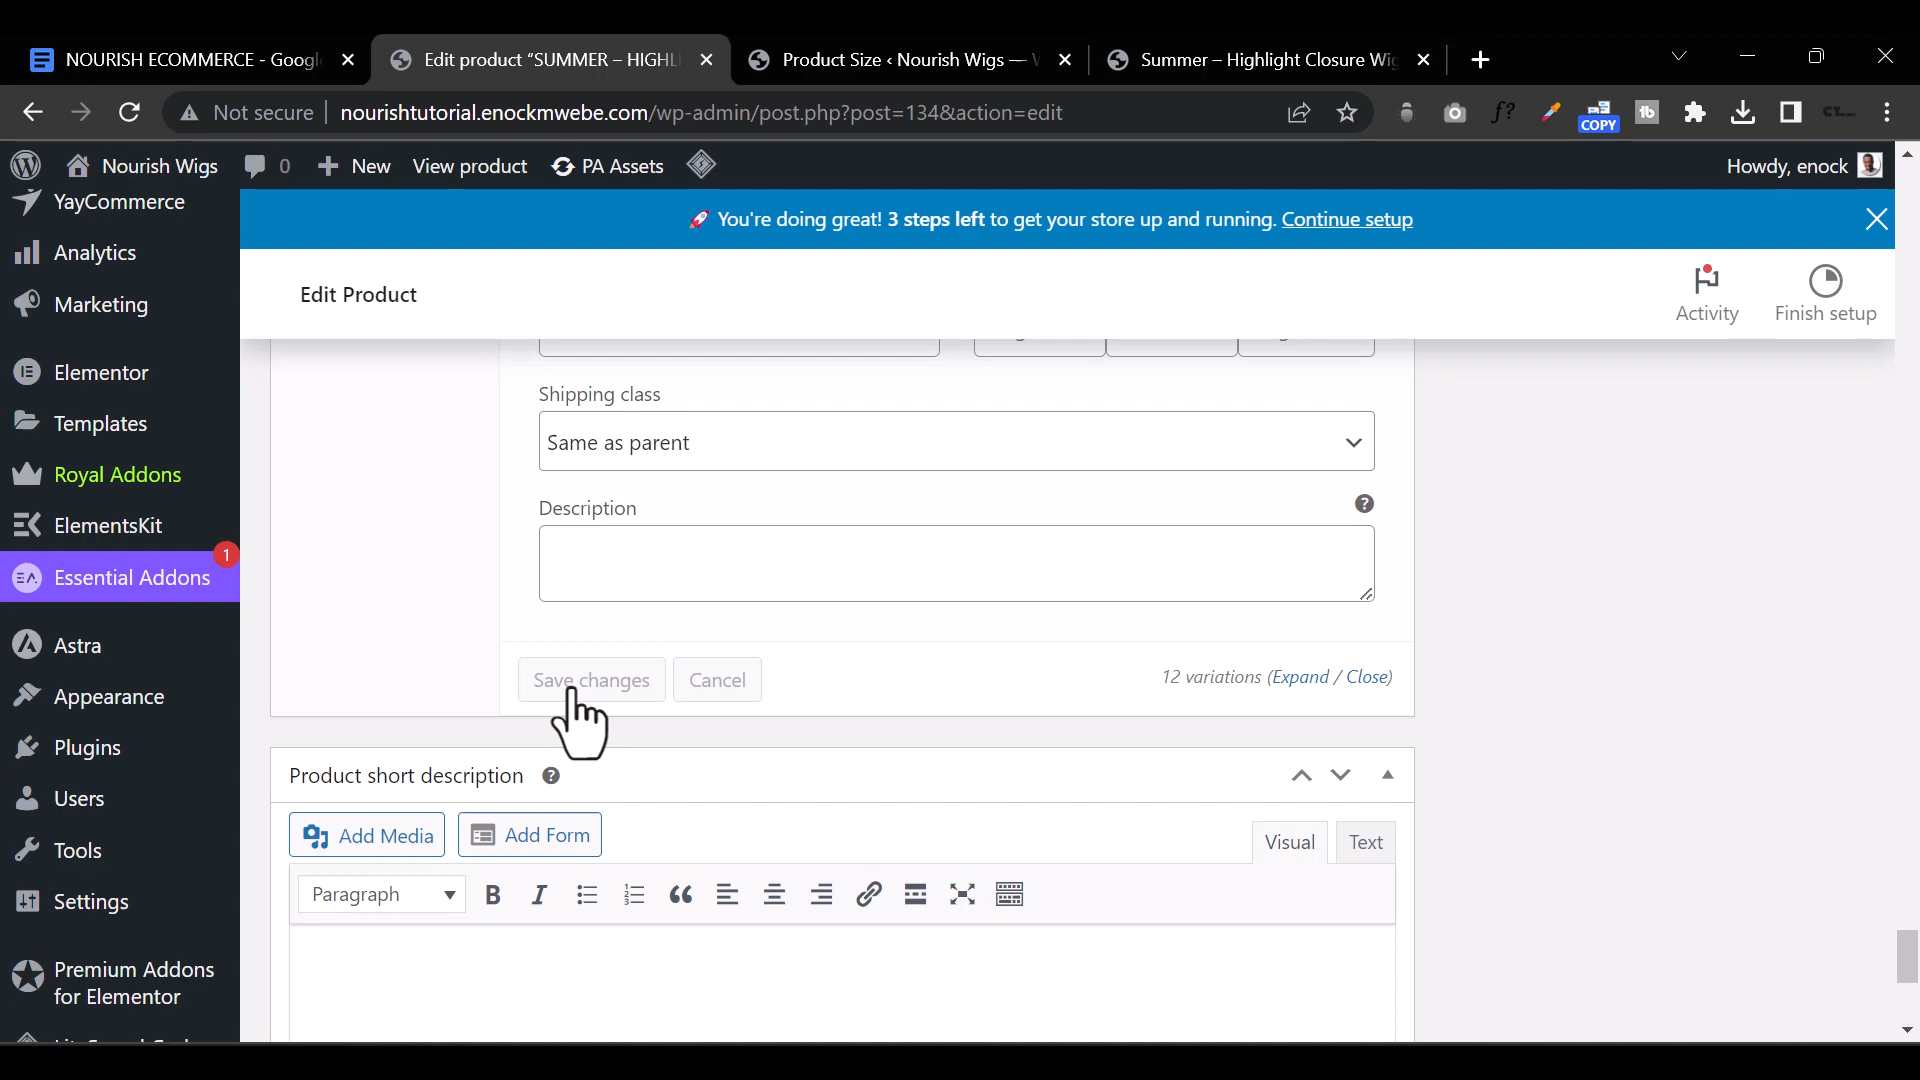 NOURISH ECOMMERCE - Googl
Edit product “SUMMER – HIGHL
Product Size ‹ Nourish Wigs —
Summer – Highlight Closure Wig
Not secure
nourishtutorial.enockmwebe.com/wp-admin/post.php?post=134&action=edit
f?
COPY
tb
Nourish Wigs
0
New
View product
PA Assets
Howdy, enock
YayCommerce
Analytics
Marketing
Elementor
Templates
Royal Addons
ElementsKit
Essential Addons
1
Astra
Appearance
Plugins
Users
Tools
Settings
Premium Addons
for Elementor
🚀 You're doing great! 3 steps left to get your store up and running. Continue setup
Edit Product
Activity
Finish setup
Shipping class
Same as parent
Description
Save changes
Cancel
12 variations (Expand / Close)
Product short description
Add Media
Add Form
Visual
Text
Paragraph